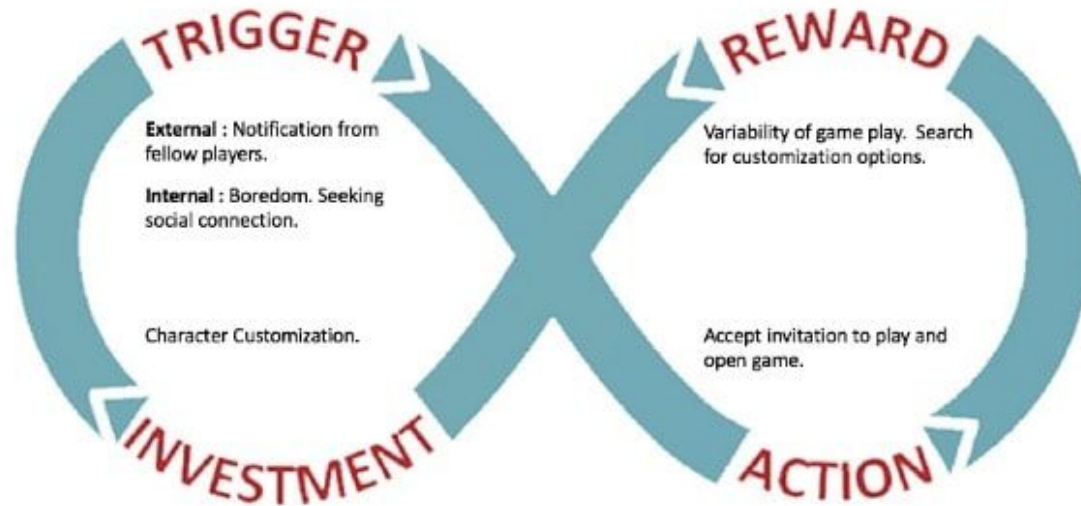 TRIGGER
External : Notification from
fellow players.
Internal : Boredom. Seeking
social connection.
Character Customization.
INVESTMENT
REWARD
Variability of game play. Search
for customization options.
Accept invitation to play and
open game.
ACTION